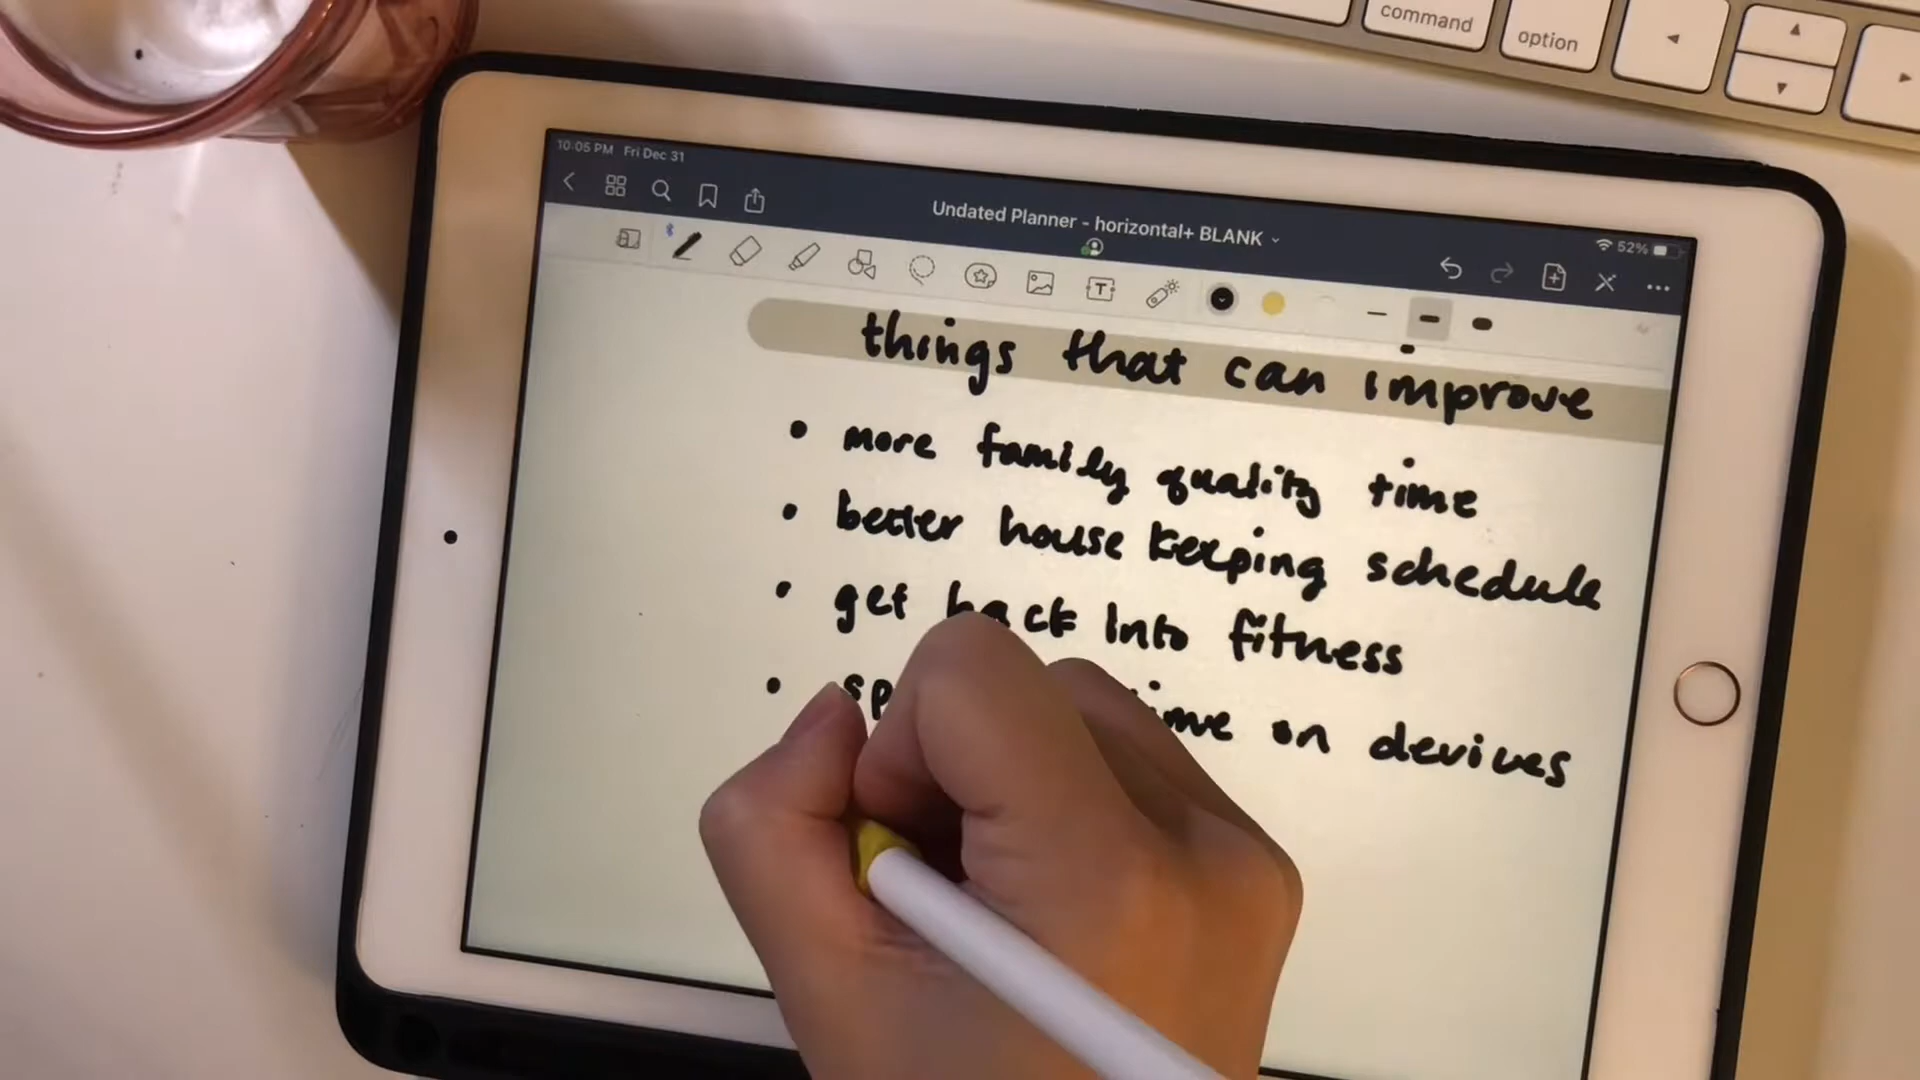 command
option
10:05 PM Fri Dec 31
Undated Planner - horizontal+ BLANK
52%
things that can improve
• more family quality time
• better house keeping schedule
• get back into fitness
• on devices